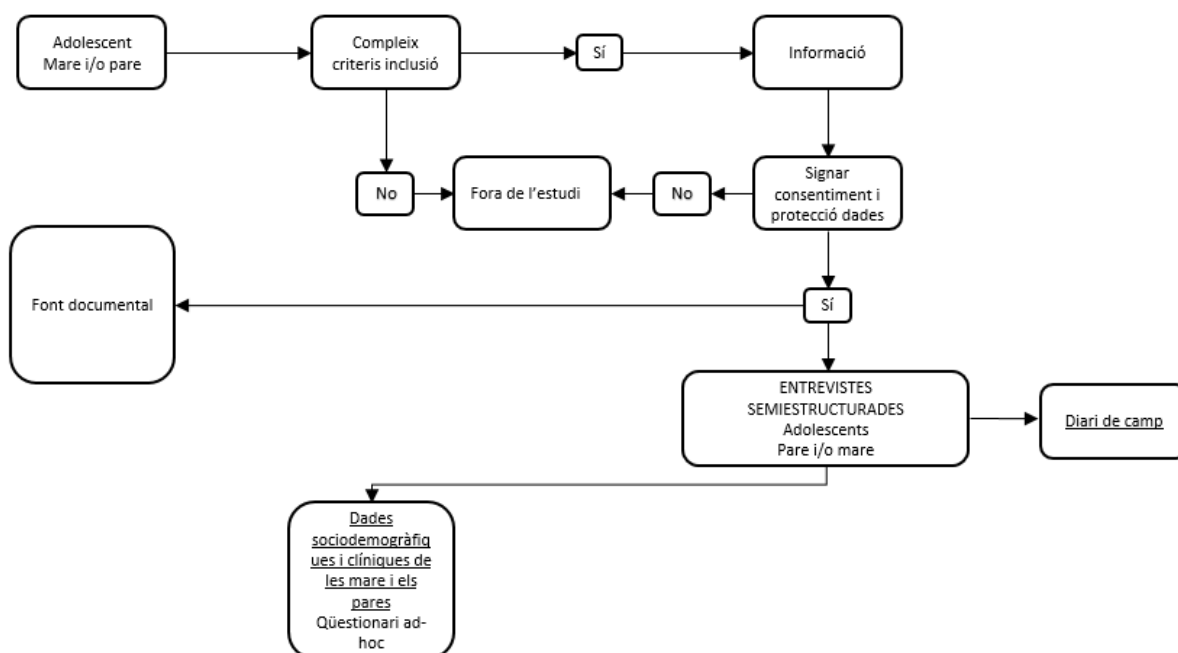 Adolescent
Mare i/o pare
Compleix
criteris inclusió
Sí
Informació
No
Fora de l'estudi
No
Signar
consentiment i
protecció dades
Font documental
Sí
ENTREVISTES
SEMIESTRUCTURADES
Adolescents
Pare i/o mare
Diari de camp
Dades
sociodemogràfiq
ues i clíniques de
les mare i els
pares
Qüestionari ad-
hoc